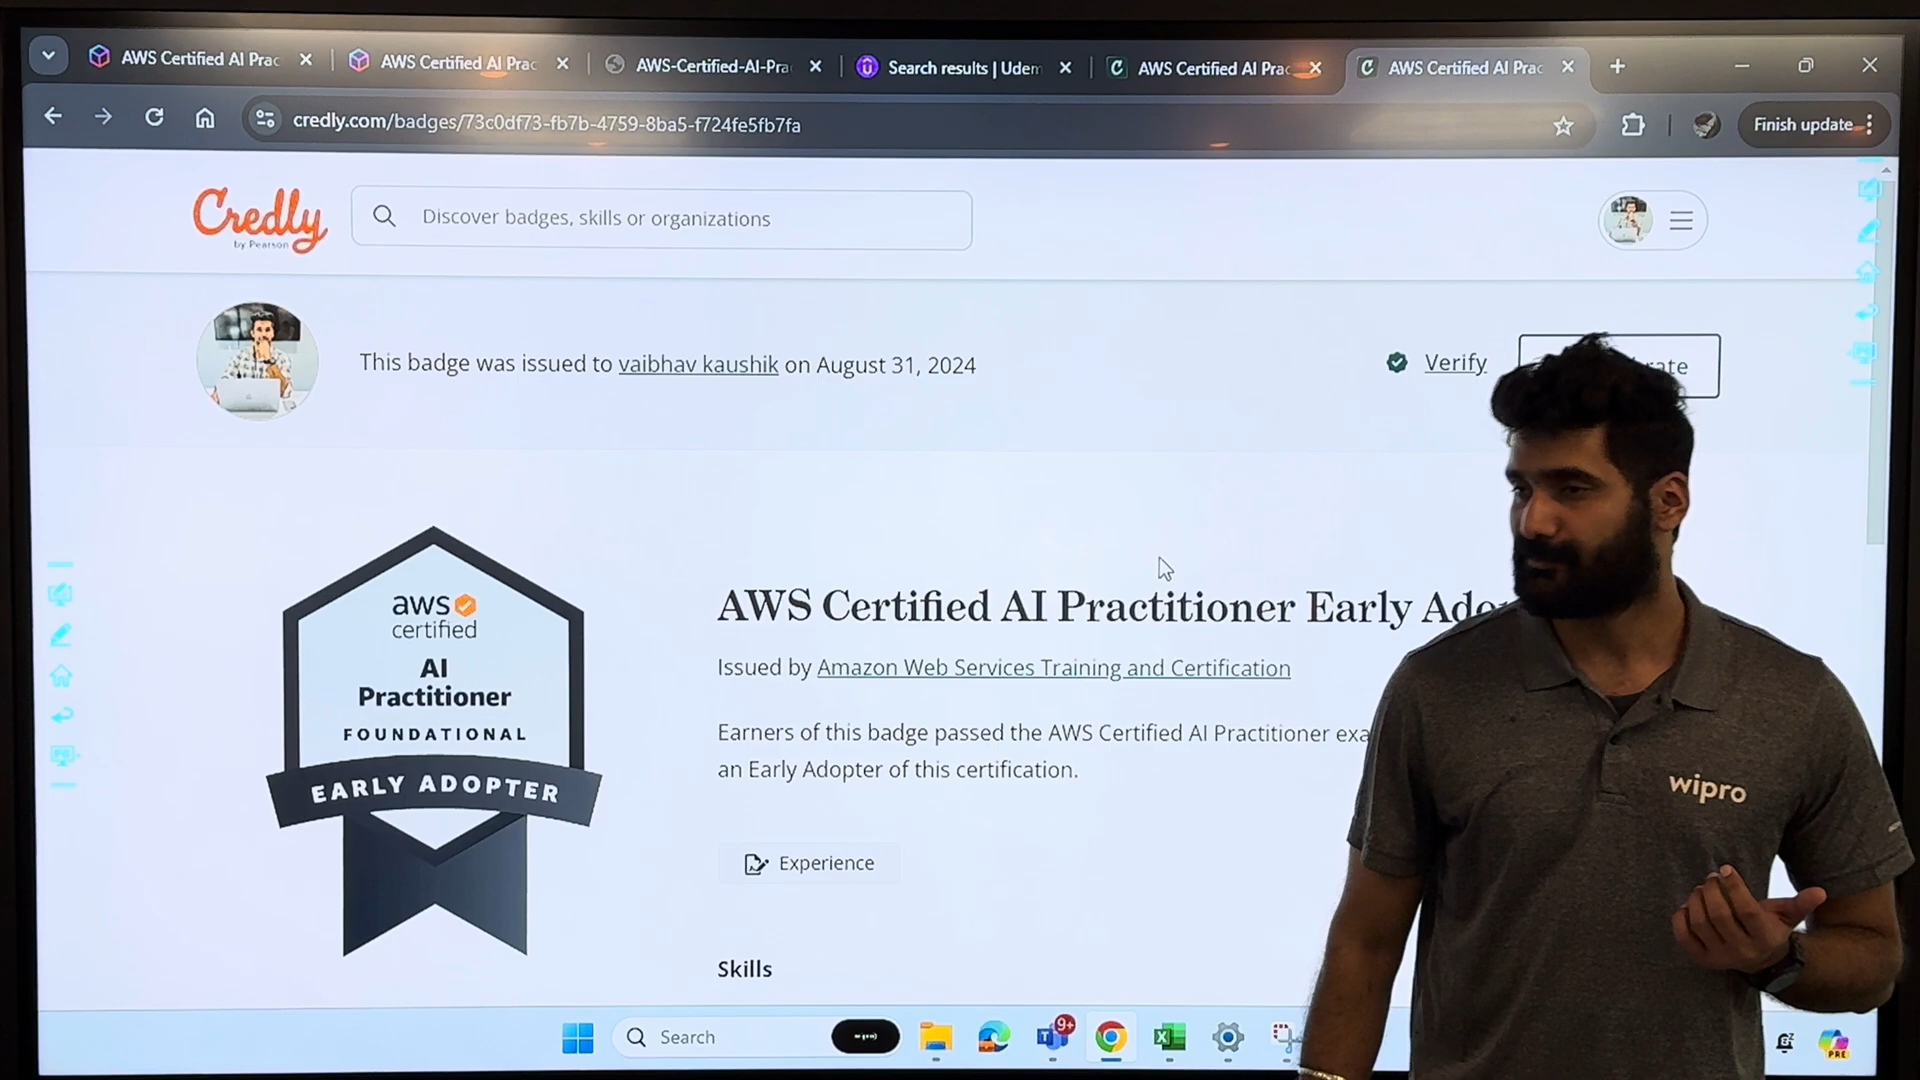 AWS Certified AI Prac
AWS Certified AI Prac
AWS-Certified-AI-Pra
Search results | Udem
AWS Certified AI Prac
AWS Certified AI Prac
credly.com/badges/73c0df73-fb7b-4759-8ba5-f724fe5fb7fa
Finish update
Credly
by Pearson
Discover badges, skills or organizations
This badge was issued to vaibhav kaushik on August 31, 2024
Verify
ate
aws
certified
AI
Practitioner
FOUNDATIONAL
EARLY ADOPTER
AWS Certified AI Practitioner Early Ado
Issued by Amazon Web Services Training and Certification
Earners of this badge passed the AWS Certified AI Practitioner exa
an Early Adopter of this certification.
Experience
Skills
wipro
Search
9+
PRE